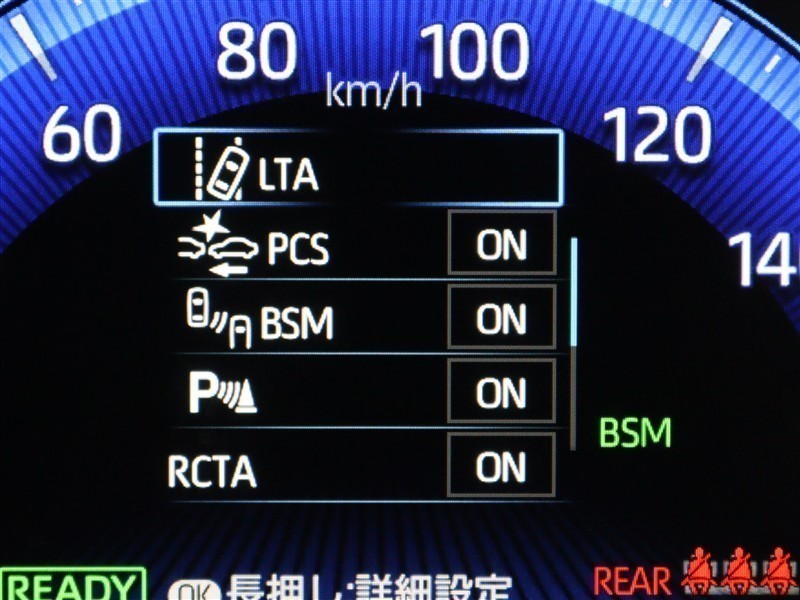 80 100
km/h
60 120
LTA
PCS ON
140
BSM ON
P ON
BSM
RCTA ON
READY OK 長押し:詳細設定 REAR